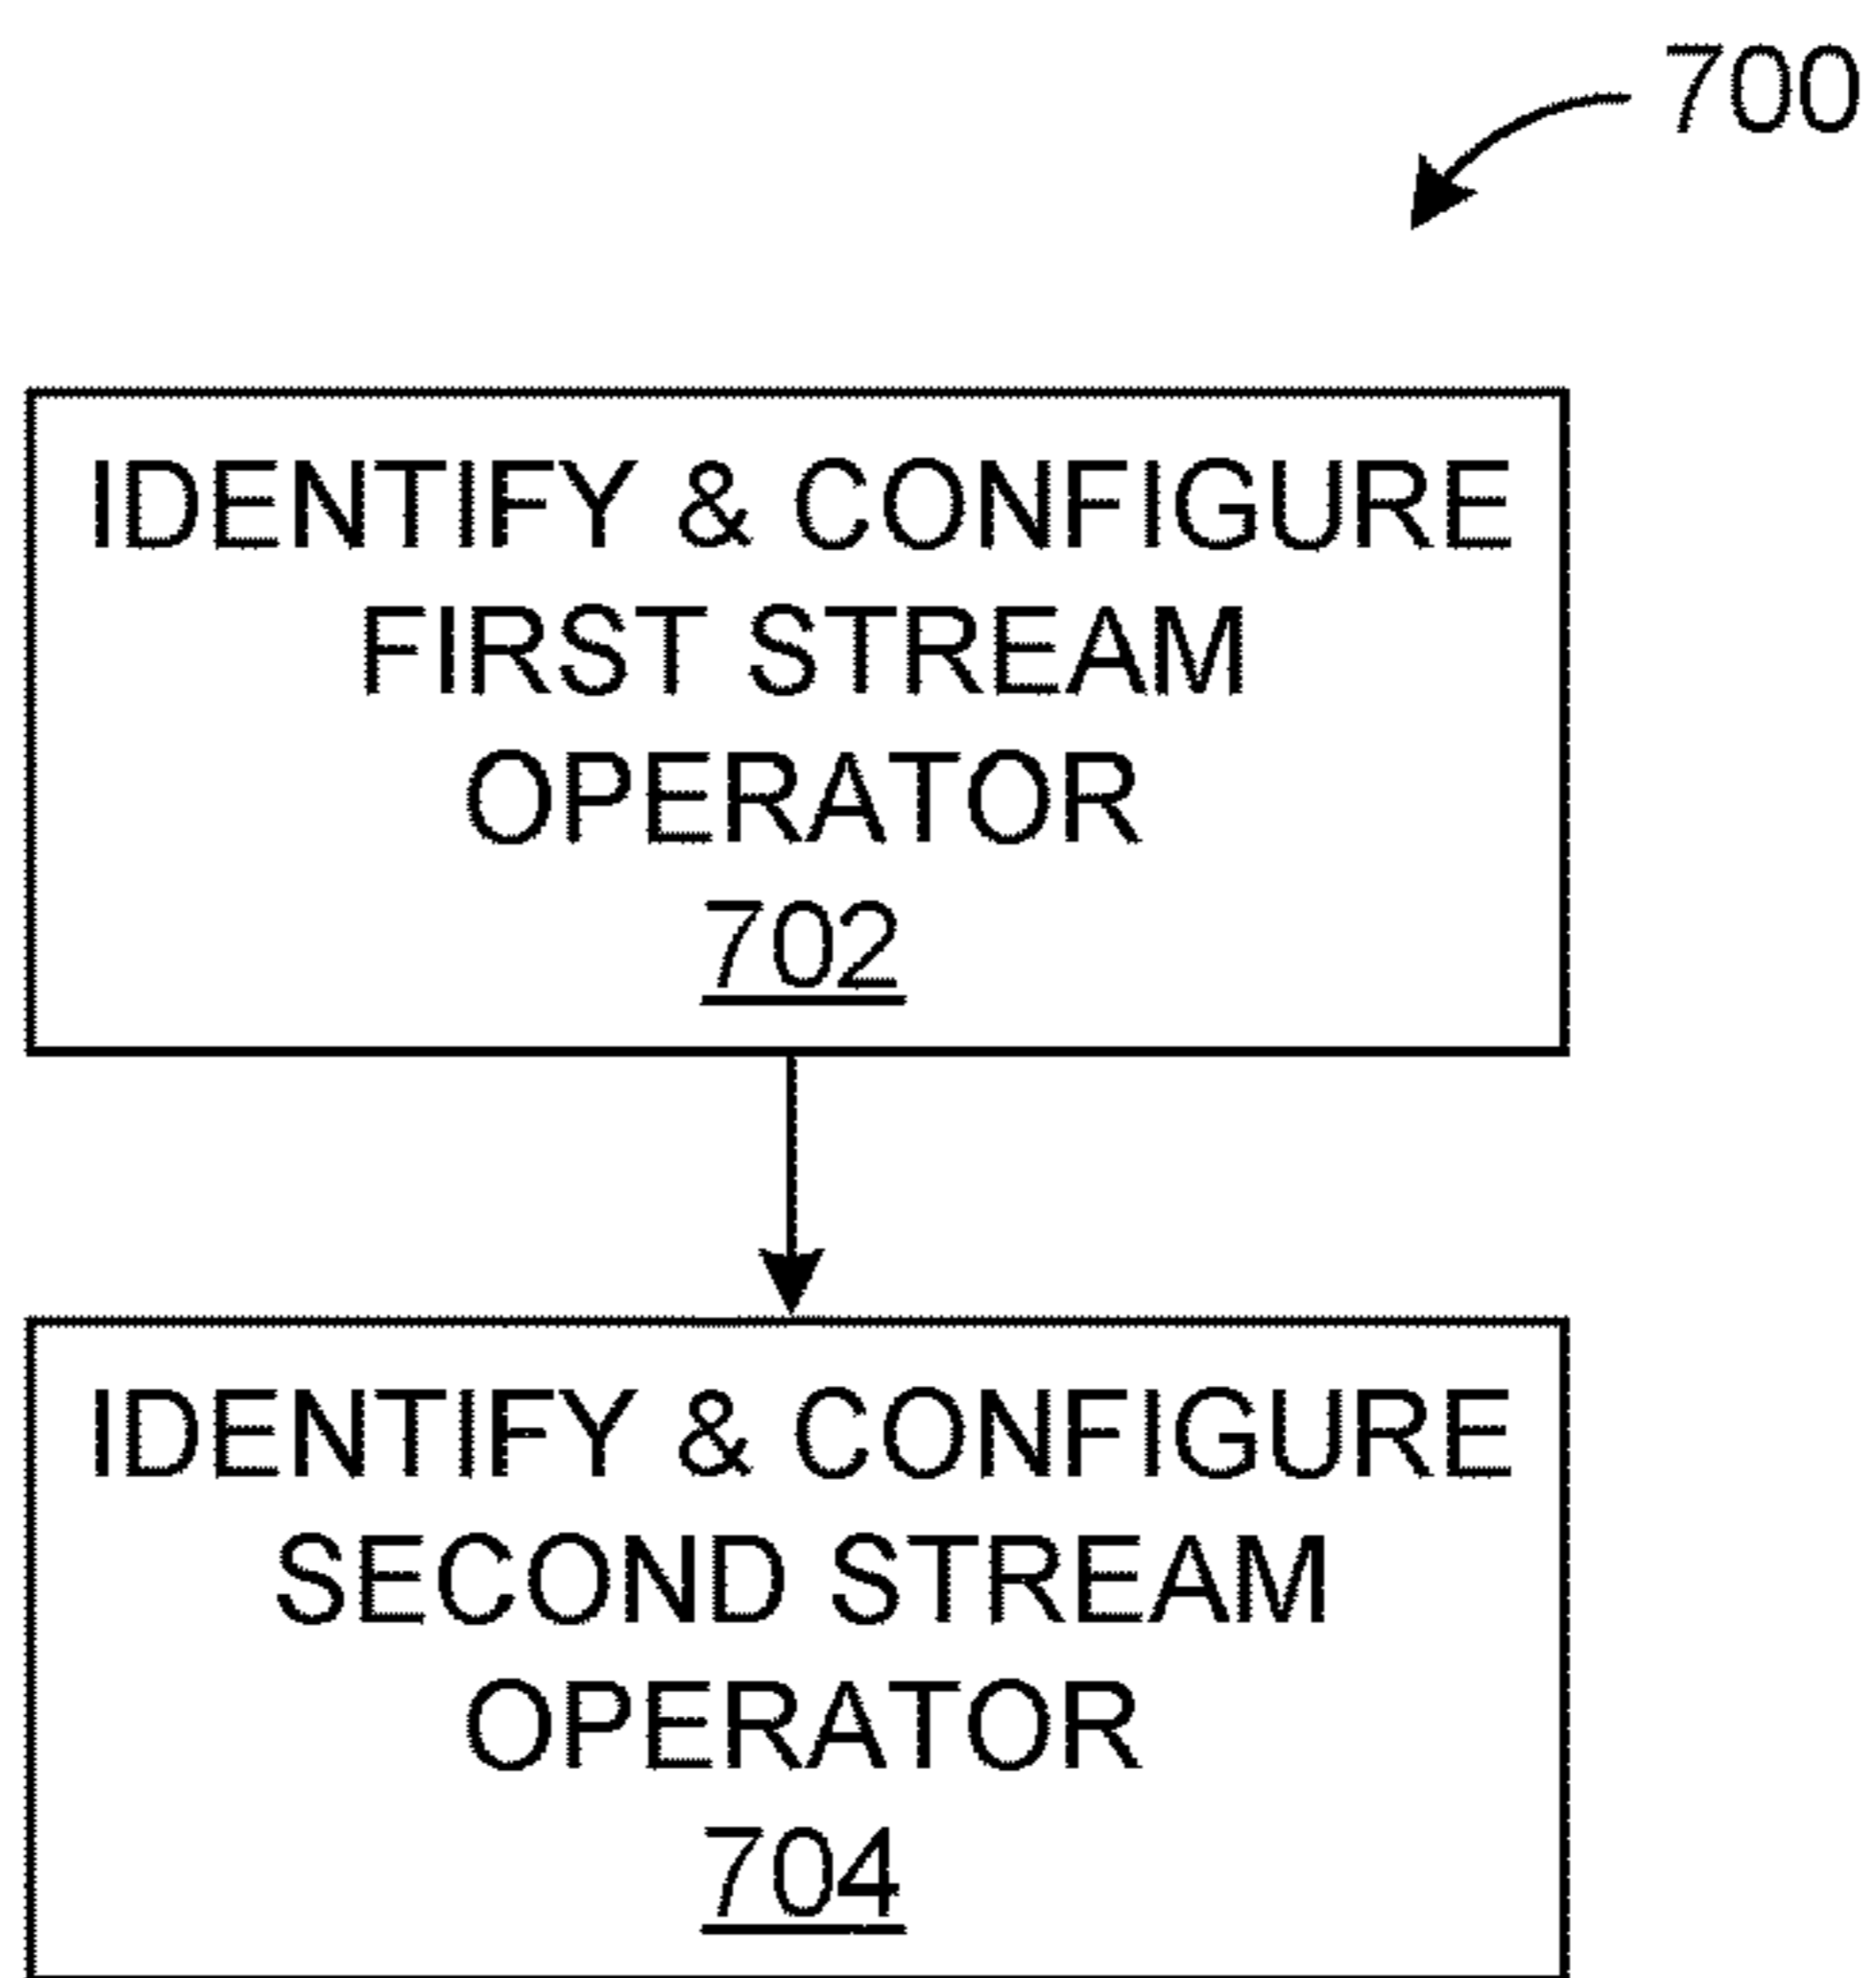 700
IDENTIFY & CONFIGURE
FIRST STREAM
OPERATOR
702
IDENTIFY & CONFIGURE
SECOND STREAM
OPERATOR
704